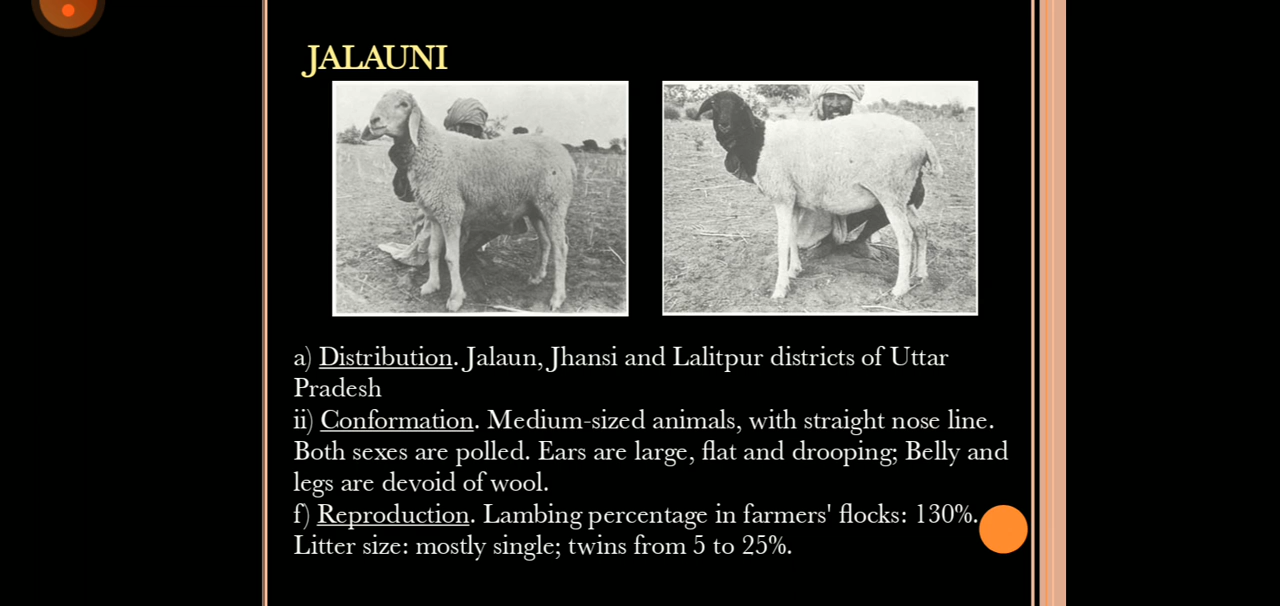 JALAUNI
a) Distribution. Jalaun, Jhansi and Lalitpur districts of Uttar
Pradesh
ii) Conformation. Medium-sized animals, with straight nose line.
Both sexes are polled. Ears are large, flat and drooping; Belly and
legs are devoid of wool.
f) Reproduction. Lambing percentage in farmers' flocks: 130%.
Litter size: mostly single; twins from 5 to 25%.